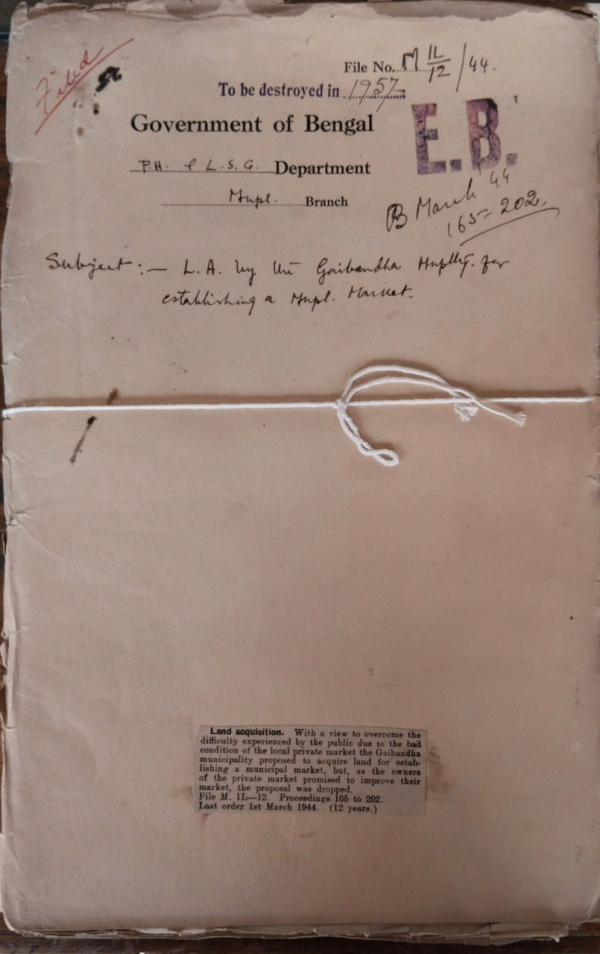 Filed
File No. M 1L/12 /44.
To be destroyed in 1957
E.B.
Government of Bengal
P.H. & L.S.G. Department
Mupl. Branch
B March 44
165-202.
Subject:- L.A. by the Gaibandha Muplty. for
establishing a Mupl. Market.
Land acquisition. With a view to overcome the
difficulty experienced by the public due to the bad
condition of the local private market the Gaibandha
municipality proposed to acquire land for estab-
lishing a municipal market, but, as the owners
of the private market promised to improve their
market, the proposal was dropped.
File M. 1L—12. Proceedings 165 to 202.
Last order 1st March 1944. (12 years.)